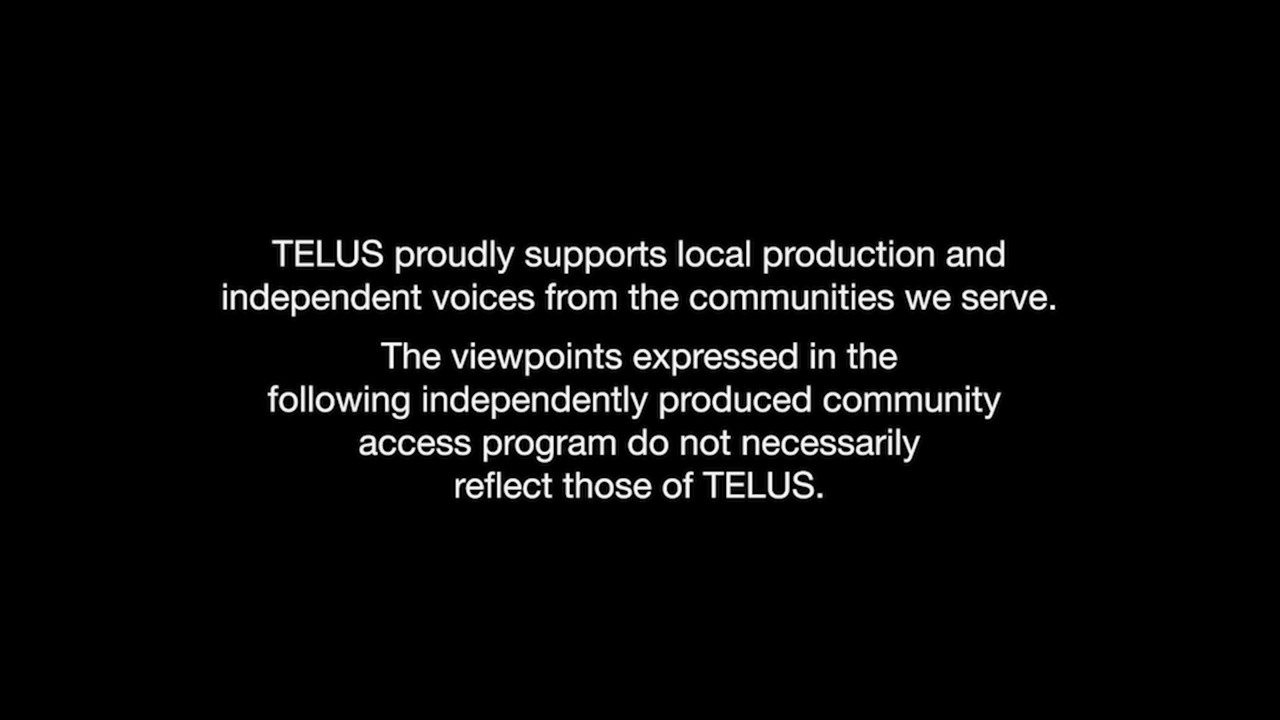 TELUS proudly supports local production and
independent voices from the communities we serve.
The viewpoints expressed in the
following independently produced community
access program do not necessarily
reflect those of TELUS.